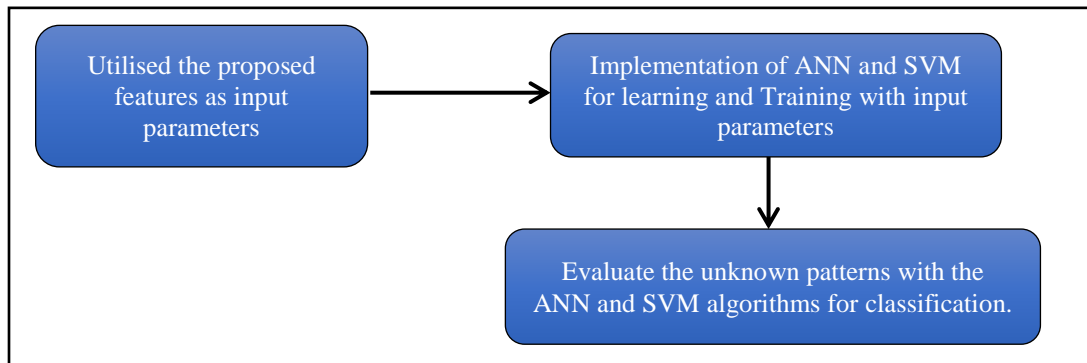 Utilised the proposed
features as input
parameters
Implementation of ANN and SVM
for learning and Training with input
parameters
Evaluate the unknown patterns with the
ANN and SVM algorithms for classification.